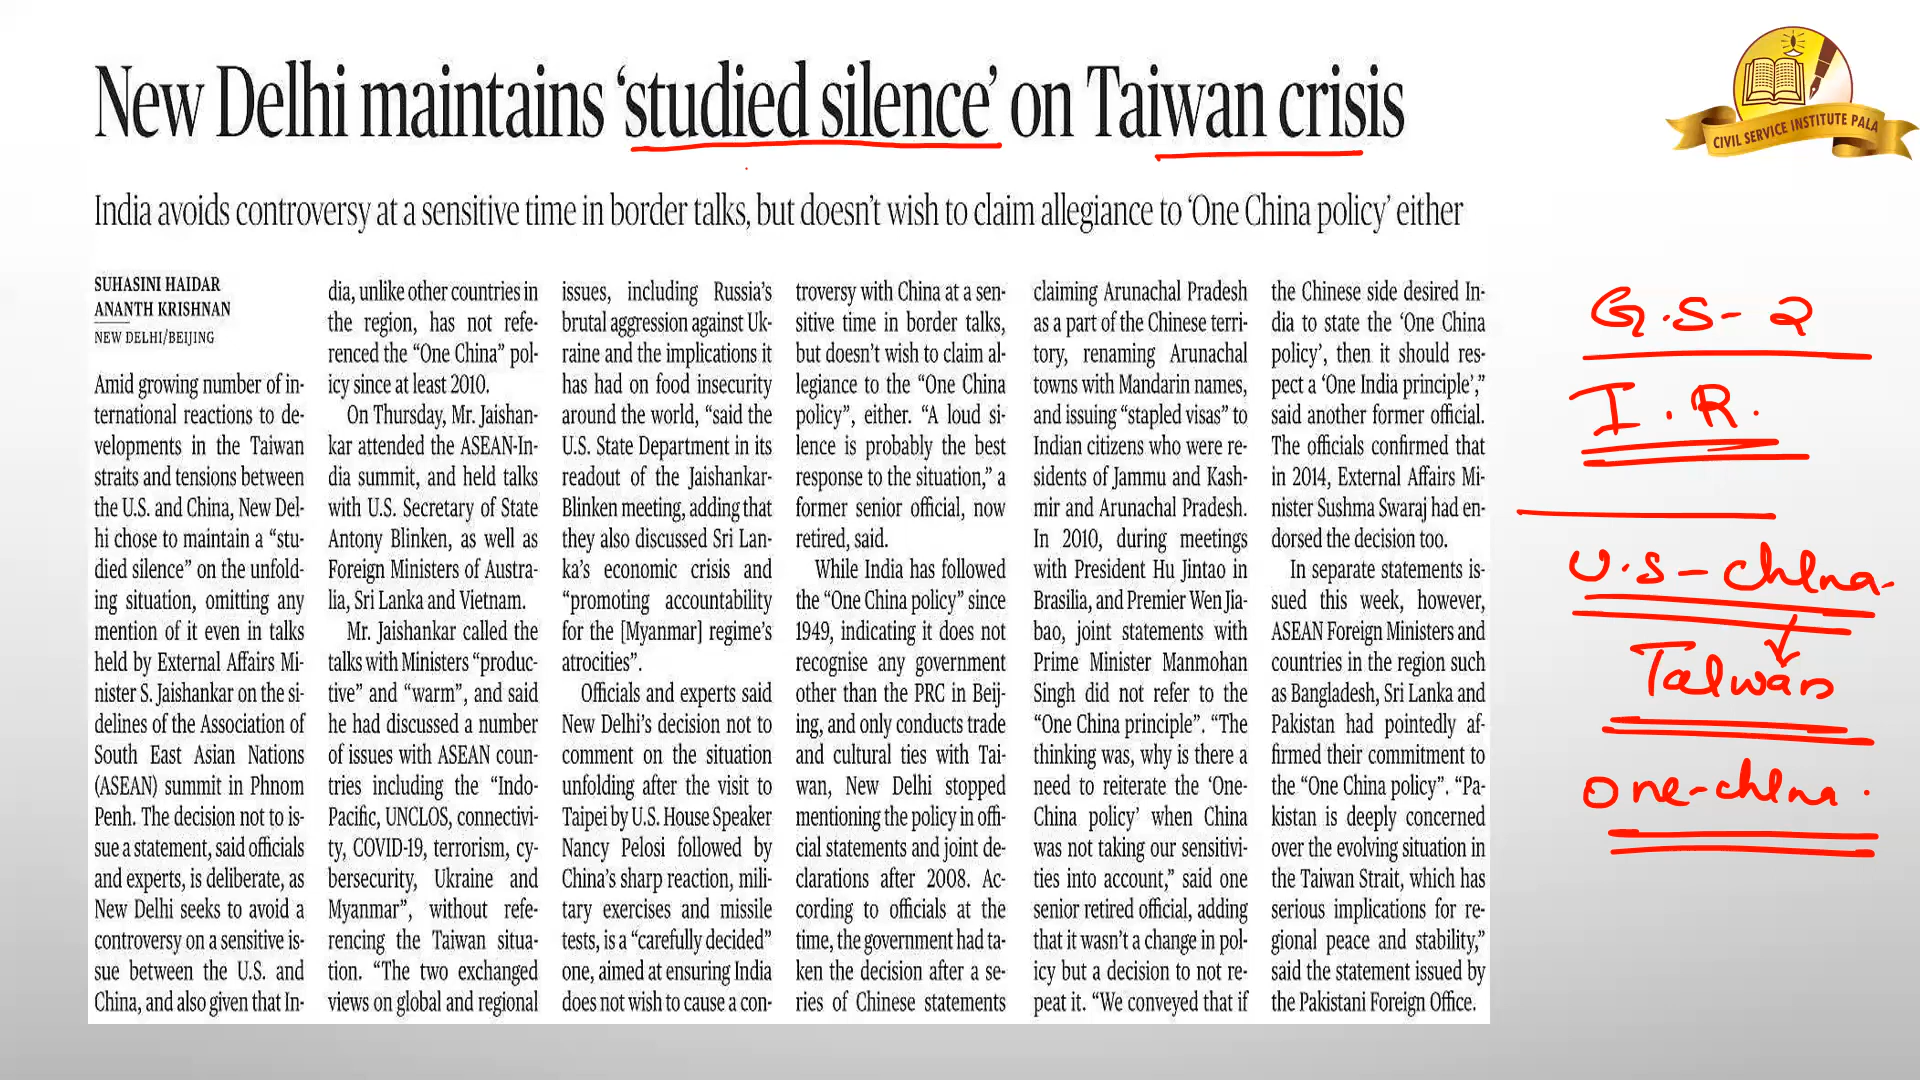 New Delhi maintains ‘studied silence’ on Taiwan crisis
India avoids controversy at a sensitive time in border talks, but doesn’t wish to claim allegiance to ‘One China policy’ either
SUHASINI HAIDAR
ANANTH KRISHNAN
NEW DELHI/BEIJING
Amid growing number of in-
ternational reactions to de-
velopments in the Taiwan
straits and tensions between
the U.S. and China, New Del-
hi chose to maintain a “stu-
died silence” on the unfold-
ing situation, omitting any
mention of it even in talks
held by External Affairs Mi-
nister S. Jaishankar on the si-
delines of the Association of
South East Asian Nations
(ASEAN) summit in Phnom
Penh. The decision not to is-
sue a statement, said officials
and experts, is deliberate, as
New Delhi seeks to avoid a
controversy on a sensitive is-
sue between the U.S. and
China, and also given that In-
dia, unlike other countries in
the region, has not refe-
renced the “One China” pol-
icy since at least 2010.
On Thursday, Mr. Jaishan-
kar attended the ASEAN-In-
dia summit, and held talks
with U.S. Secretary of State
Antony Blinken, as well as
Foreign Ministers of Austra-
lia, Sri Lanka and Vietnam.
Mr. Jaishankar called the
talks with Ministers “produc-
tive” and “warm”, and said
he had discussed a number
of issues with ASEAN coun-
tries including the “Indo-
Pacific, UNCLOS, connectivi-
ty, COVID-19, terrorism, cy-
bersecurity, Ukraine and
Myanmar”, without refe-
rencing the Taiwan situa-
tion. “The two exchanged
views on global and regional
issues, including Russia’s
brutal aggression against Uk-
raine and the implications it
has had on food insecurity
around the world, “said the
U.S. State Department in its
readout of the Jaishankar-
Blinken meeting, adding that
they also discussed Sri Lan-
ka’s economic crisis and
“promoting accountability
for the [Myanmar] regime’s
atrocities”.
Officials and experts said
New Delhi’s decision not to
comment on the situation
unfolding after the visit to
Taipei by U.S. House Speaker
Nancy Pelosi followed by
China’s sharp reaction, mili-
tary exercises and missile
tests, is a “carefully decided”
one, aimed at ensuring India
does not wish to cause a con-
troversy with China at a sen-
sitive time in border talks,
but doesn’t wish to claim al-
legiance to the “One China
policy”, either. “A loud si-
lence is probably the best
response to the situation,” a
former senior official, now
retired, said.
While India has followed
the “One China policy” since
1949, indicating it does not
recognise any government
other than the PRC in Beij-
ing, and only conducts trade
and cultural ties with Tai-
wan, New Delhi stopped
mentioning the policy in offi-
cial statements and joint de-
clarations after 2008. Ac-
cording to officials at the
time, the government had ta-
ken the decision after a se-
ries of Chinese statements
claiming Arunachal Pradesh
as a part of the Chinese terri-
tory, renaming Arunachal
towns with Mandarin names,
and issuing “stapled visas” to
Indian citizens who were re-
sidents of Jammu and Kash-
mir and Arunachal Pradesh.
In 2010, during meetings
with President Hu Jintao in
Brasilia, and Premier Wen Jia-
bao, joint statements with
Prime Minister Manmohan
Singh did not refer to the
“One China principle”. “The
thinking was, why is there a
need to reiterate the ‘One-
China policy’ when China
was not taking our sensitivi-
ties into account,” said one
senior retired official, adding
that it wasn’t a change in pol-
icy but a decision to not re-
peat it. “We conveyed that if
the Chinese side desired In-
dia to state the ‘One China
policy’, then it should res-
pect a ‘One India principle’,”
said another former official.
The officials confirmed that
in 2014, External Affairs Mi-
nister Sushma Swaraj had en-
dorsed the decision too.
In separate statements is-
sued this week, however,
ASEAN Foreign Ministers and
countries in the region such
as Bangladesh, Sri Lanka and
Pakistan had pointedly af-
firmed their commitment to
the “One China policy”. “Pa-
kistan is deeply concerned
over the evolving situation in
the Taiwan Strait, which has
serious implications for re-
gional peace and stability,”
said the statement issued by
the Pakistani Foreign Office.
CIVIL SERVICE INSTITUTE PALA
G.S-2
I.R.
U.S-China
Taiwan
One-China.